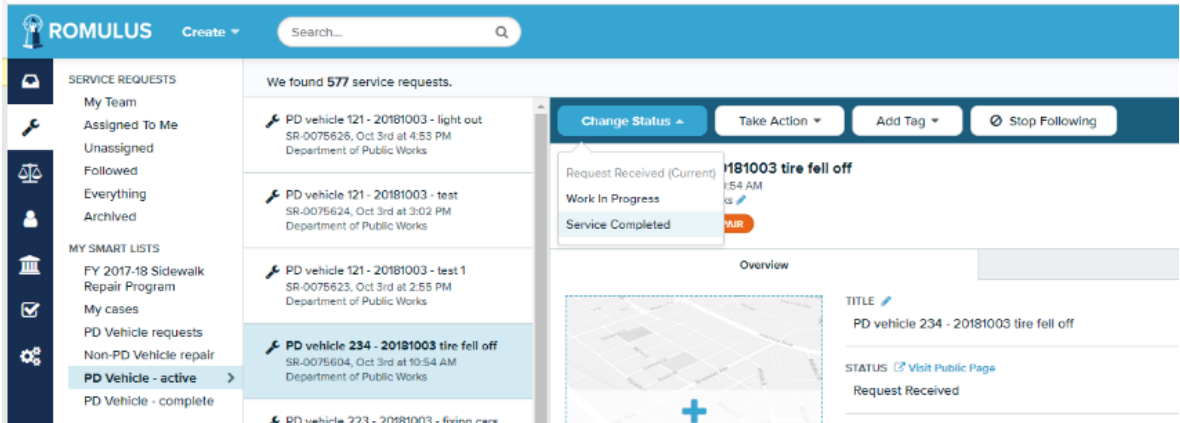 ROMULUS
Create
Search...
SERVICE REQUESTS
My Team
Assigned To Me
Unassigned
Followed
Everything
Archived
MY SMART LISTS
FY 2017-18 Sidewalk
Repair Program
My cases
PD Vehicle requests
Non-PD Vehicle repair
PD Vehicle - active
PD Vehicle - complete
We found 577 service requests.
PD vehicle 121 - 20181003 - light out
SR-0075626, Oct 3rd at 4:53 PM
Department of Public Works
PD vehicle 121 - 20181003 - test
SR-0075624, Oct 3rd at 3:02 PM
Department of Public Works
PD vehicle 121 - 20181003 - test 1
SR-0075623, Oct 3rd at 2:55 PM
Department of Public Works
PD vehicle 234 - 20181003 tire fell off
SR-0075604, Oct 3rd at 10:54 AM
Department of Public Works
PD vehicle 223 - 20181003 - fixing cars
Change Status
Take Action
Add Tag
Stop Following
Request Received (Current)
Work In Progress
Service Completed
0181003 tire fell off
:54 AM
ks
AIR
Overview
TITLE
PD vehicle 234 - 20181003 tire fell off
STATUS Visit Public Page
Request Received